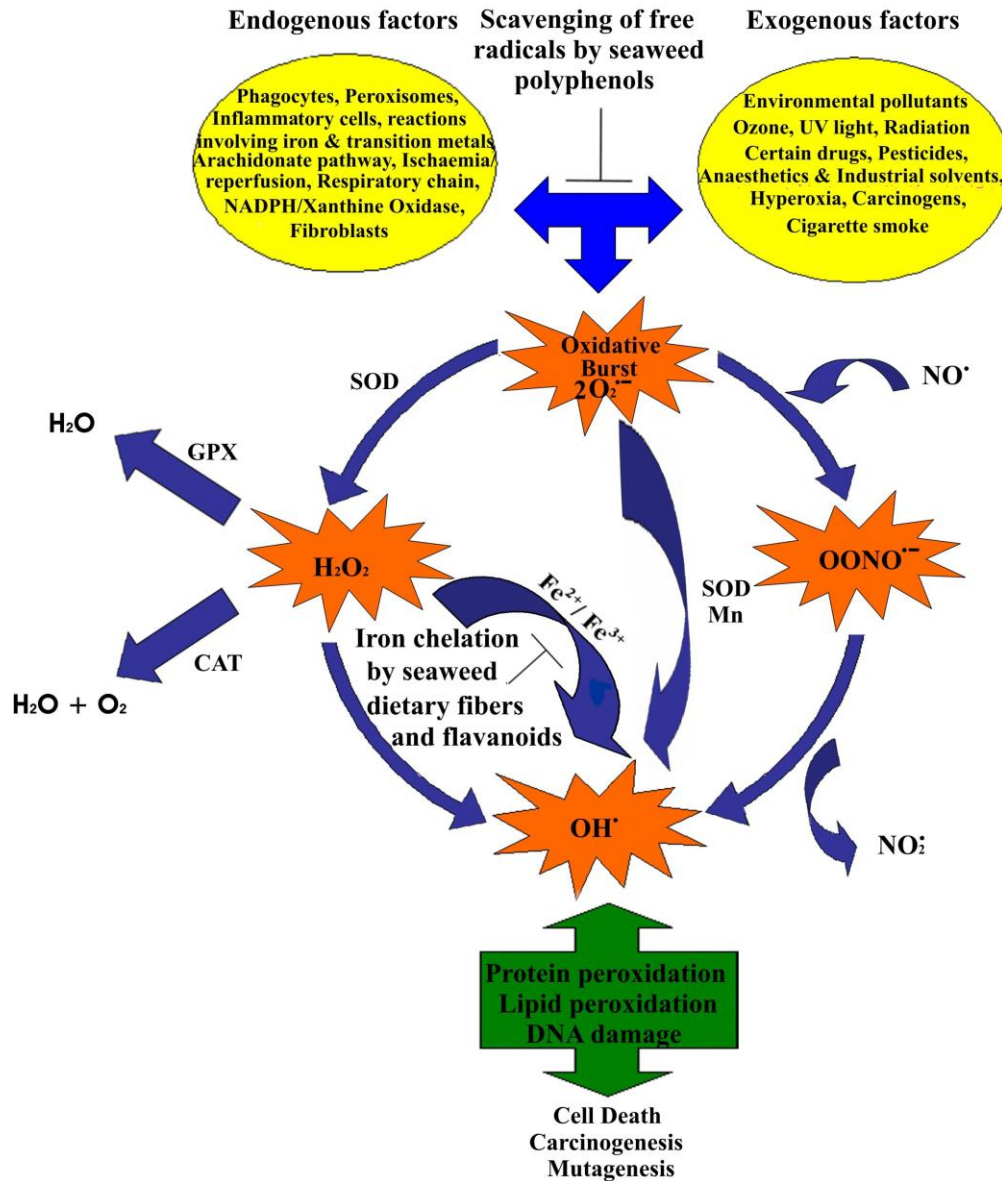 Endogenous factors
Scavenging of free
radicals by seaweed
polyphenols
Exogenous factors
Phagocytes, Peroxisomes,
Inflammatory cells, reactions
involving iron & transition metals
Arachidonate pathway, Ischaemia/
reperfusion, Respiratory chain,
NADPH/Xanthine Oxidase,
Fibroblasts
Environmental pollutants
Ozone, UV light, Radiation
Certain drugs, Pesticides,
Anaesthetics & Industrial solvents,
Hyperoxia, Carcinogens,
Cigarette smoke
Oxidative
Burst
2O₂•⁻
SOD
NO•
H₂O
GPX
H₂O₂
OONO•⁻
Fe²⁺/ Fe³⁺
SOD
Mn
Iron chelation
by seaweed
dietary fibers
and flavanoids
CAT
H₂O + O₂
OH•
NO₂•
Protein peroxidation
Lipid peroxidation
DNA damage
Cell Death
Carcinogenesis
Mutagenesis